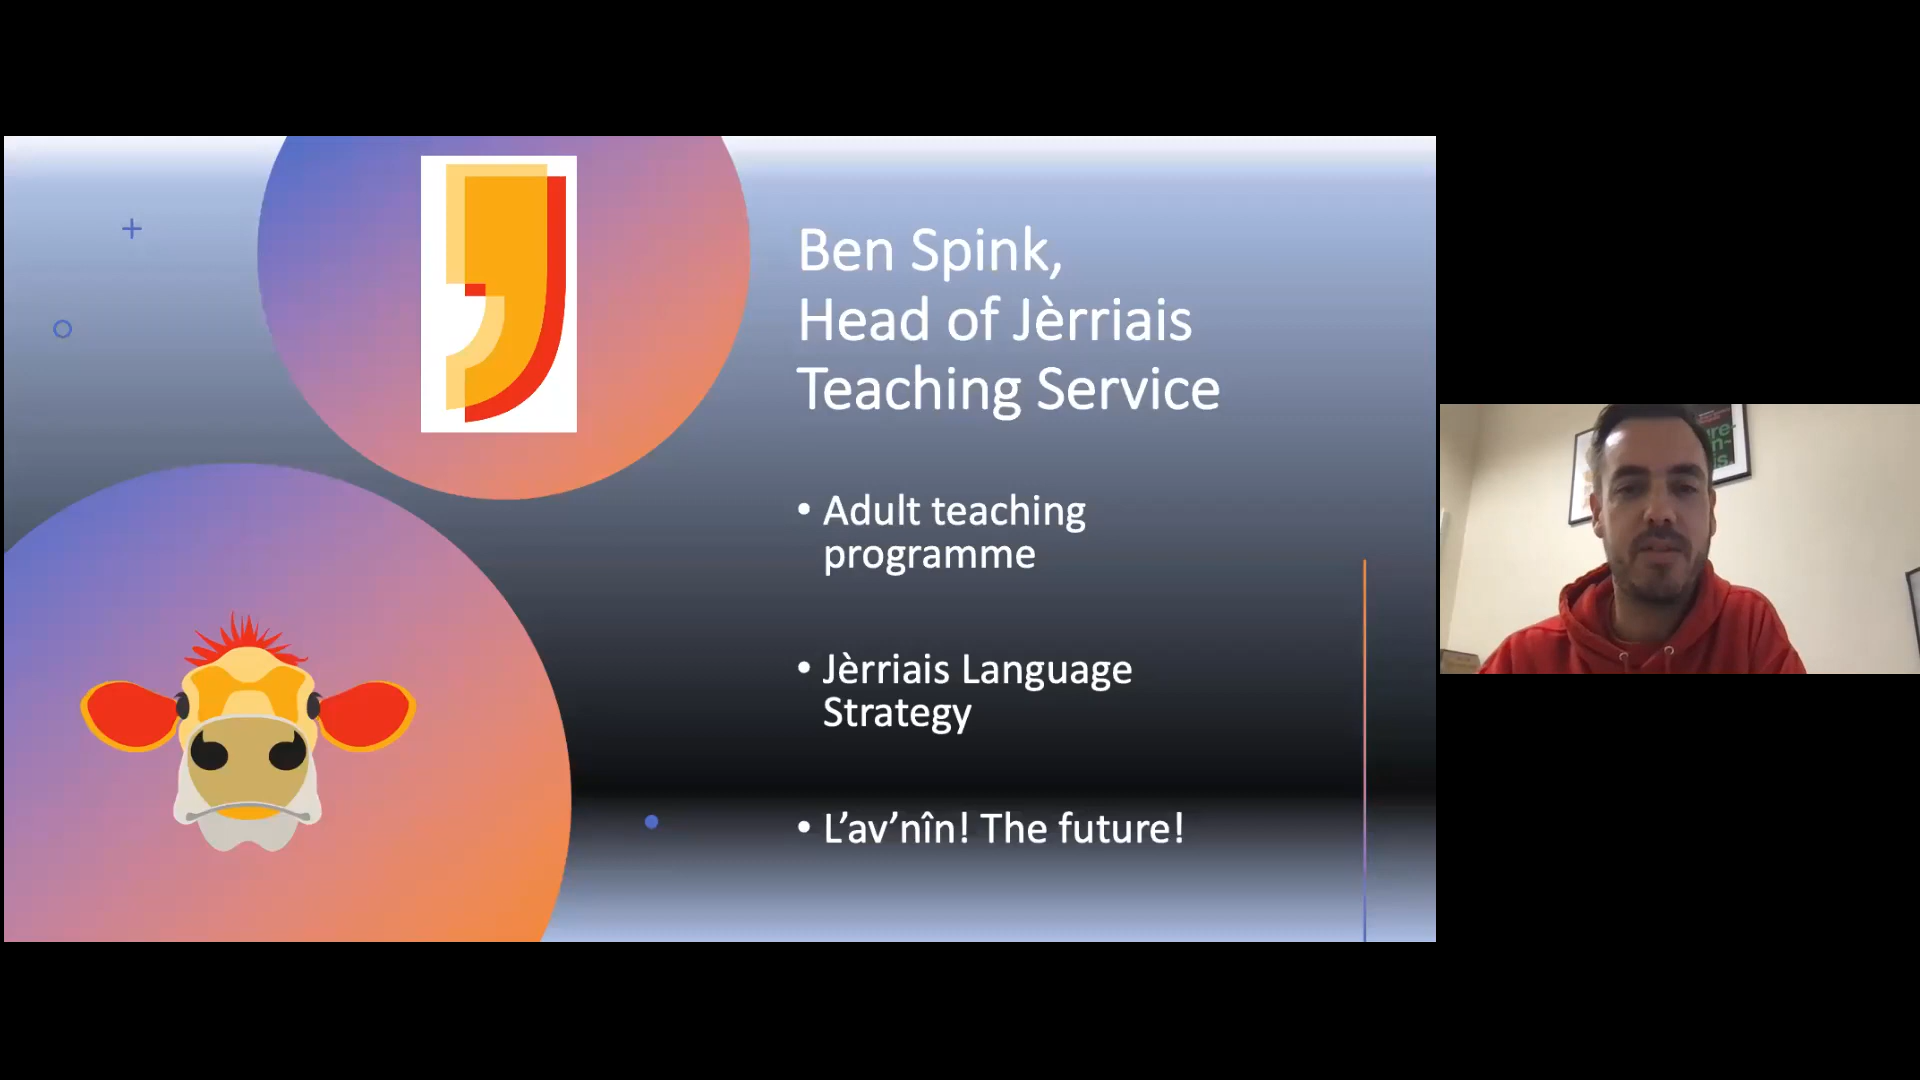 Ben Spink,
Head of Jèrriais
Teaching Service
• Adult teaching
programme
• Jèrriais Language
Strategy
• L’av’nîn! The future!